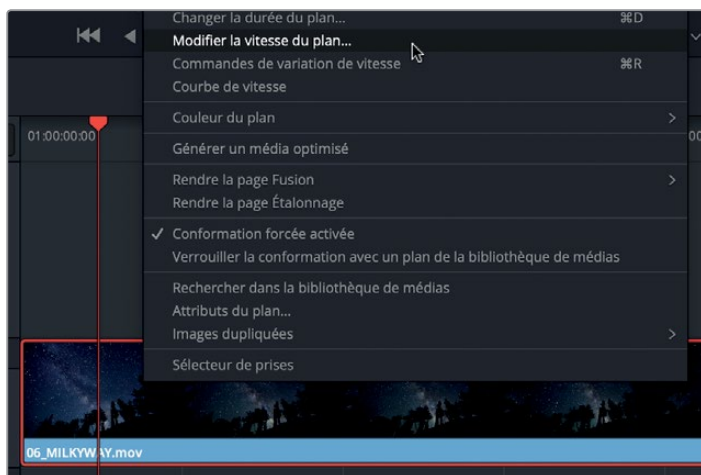 Changer la durée du plan... ⌘D
Modifier la vitesse du plan...
Commandes de variation de vitesse ⌘R
Courbe de vitesse
Couleur du plan
01:00:00:00
Générer un média optimisé
Rendre la page Fusion
Rendre la page Étalonnage
Conformation forcée activée
Verrouiller la conformation avec un plan de la bibliothèque de médias
Rechercher dans la bibliothèque de médias
Attributs du plan...
Images dupliquées
Sélecteur de prises
06_MILKYWAY.mov